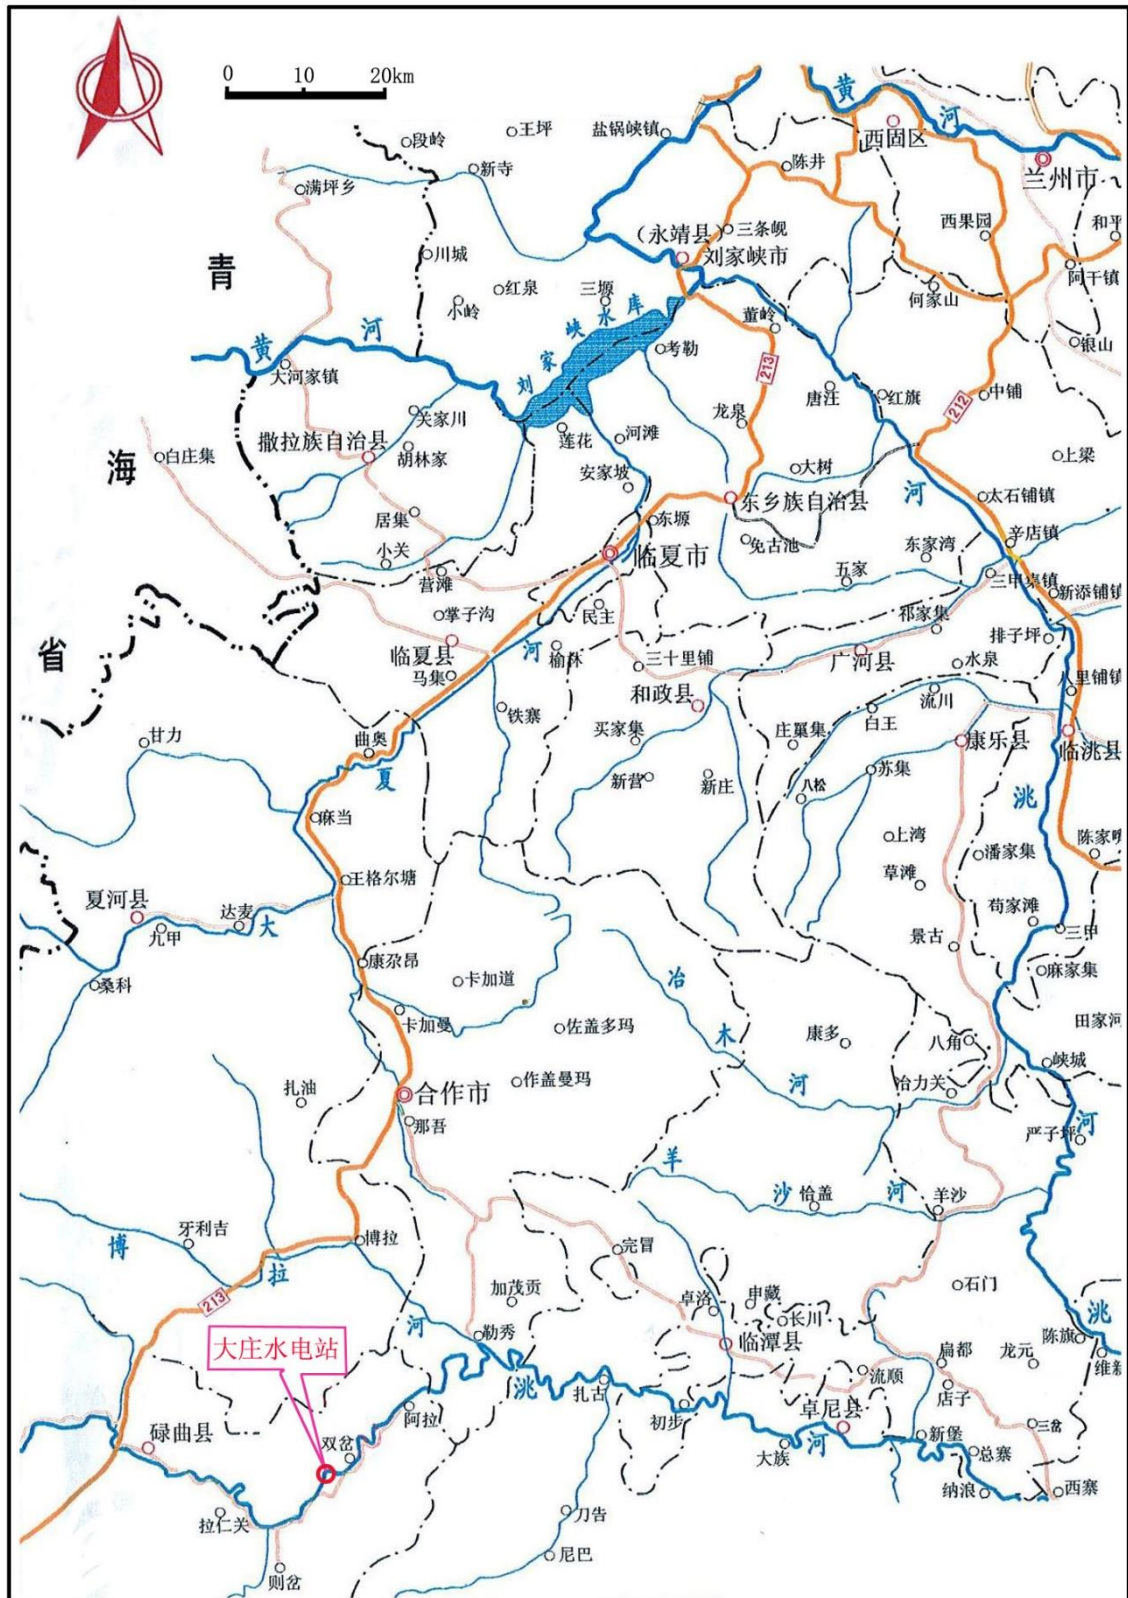 0 10 20km
段岭
王坪
盐锅峡镇
黄
河
西固区
新寺
陈井
兰州市
满坪乡
（永靖县）
三条岘
西果园
和平
青
川城
刘家峡市
阿干镇
红泉
三塬
何家山
小岭
董岭
黄
河
刘家峡水库
考勒
银山
大河家镇
213
唐汪
红旗
212
中铺
关家川
龙泉
海
白庄集
撒拉族自治县
胡林家
莲花
河滩
上梁
安家坡
大树
河
太石铺镇
东乡族自治县
居集
东塬
辛店镇
小关
临夏市
免古池
东家湾
营滩
五家
三甲集镇
新添铺镇
掌子沟
民主
祁家集
排子坪
省
临夏县
河
榆林
三十里铺
广河县
水泉
马集
和政县
流川
八里铺镇
铁寨
白王
甘力
曲奥
买家集
庄窠集
康乐县
临洮县
夏
新营
新庄
八松
苏集
洮
麻当
上湾
潘家集
陈家嘴
王格尔塘
草滩
夏河县
达麦
大
苟家滩
九甲
三甲
景古
康尕昂
冶
麻家集
桑科
卡加道
卡加曼
佐盖多玛
木
康多
八角
田家河
峡城
扎油
合作市
作盖曼玛
河
冶力关
那吾
严子坪
河
羊
沙
恰盖
河
羊沙
博
牙利吉
博拉
拉
完冒
213
加茂贡
石门
河
卓洛
申藏
长川
洮
勒秀
临潭县
陈旗
大庄水电站
扁都
龙元
维新
洮
扎古
流顺
店子
碌曲县
阿拉
初步
卓尼县
三岔
双岔
河
大族
新堡
总寨
拉仁关
刀告
纳浪
西寨
尼巴
则岔